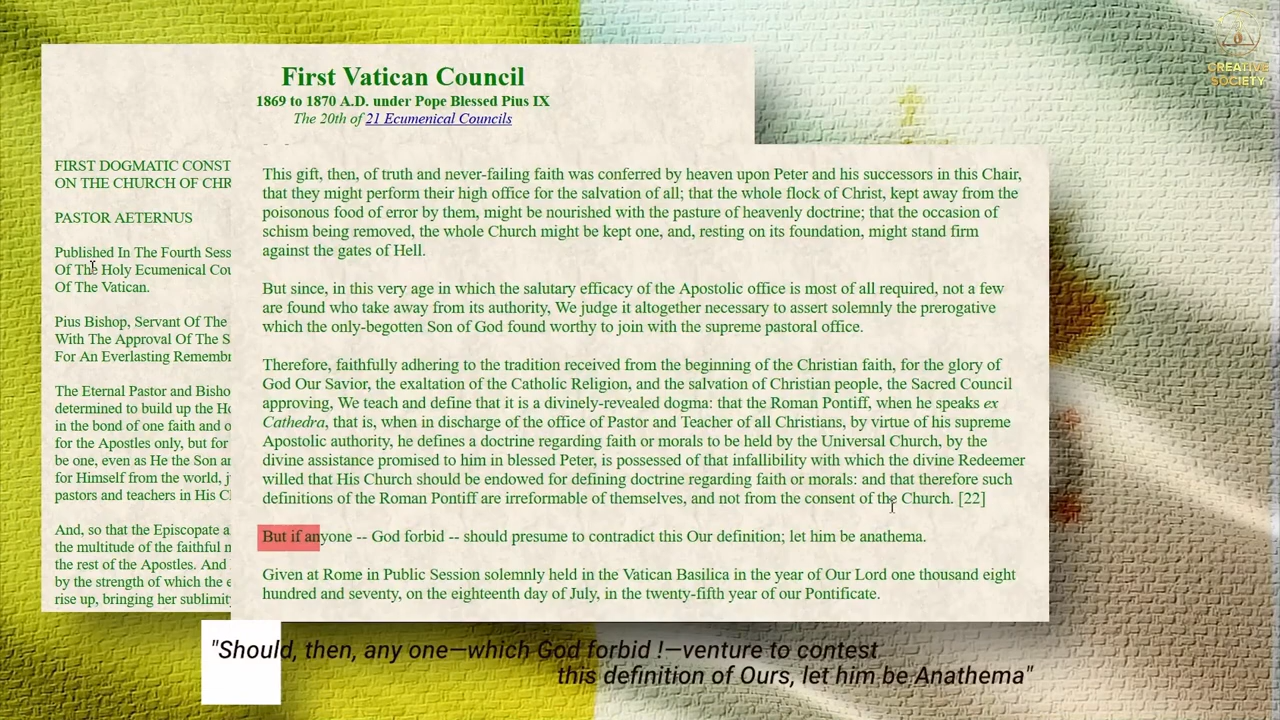 CREATIVE
SOCIETY
First Vatican Council
1869 to 1870 A.D. under Pope Blessed Pius IX
The 20th of 21 Ecumenical Councils
FIRST DOGMATIC CONST
ON THE CHURCH OF CHR
PASTOR AETERNUS
Published In The Fourth Sess
Of The Holy Ecumenical Cou
Of The Vatican.
Pius Bishop, Servant Of The
With The Approval Of The S
For An Everlasting Remembr
The Eternal Pastor and Bisho
determined to build up the Ho
in the bond of one faith and o
for the Apostles only, but for
be one, even as He the Son ar
for Himself from the world, j
pastors and teachers in His Cl
And, so that the Episcopate a
the multitude of the faithful m
the rest of the Apostles. And
by the strength of which the e
rise up, bringing her sublimity
This gift, then, of truth and never-failing faith was conferred by heaven upon Peter and his successors in this Chair,
that they might perform their high office for the salvation of all; that the whole flock of Christ, kept away from the
poisonous food of error by them, might be nourished with the pasture of heavenly doctrine; that the occasion of
schism being removed, the whole Church might be kept one, and, resting on its foundation, might stand firm
against the gates of Hell.
But since, in this very age in which the salutary efficacy of the Apostolic office is most of all required, not a few
are found who take away from its authority, We judge it altogether necessary to assert solemnly the prerogative
which the only-begotten Son of God found worthy to join with the supreme pastoral office.
Therefore, faithfully adhering to the tradition received from the beginning of the Christian faith, for the glory of
God Our Savior, the exaltation of the Catholic Religion, and the salvation of Christian people, the Sacred Council
approving, We teach and define that it is a divinely-revealed dogma: that the Roman Pontiff, when he speaks ex
Cathedra, that is, when in discharge of the office of Pastor and Teacher of all Christians, by virtue of his supreme
Apostolic authority, he defines a doctrine regarding faith or morals to be held by the Universal Church, by the
divine assistance promised to him in blessed Peter, is possessed of that infallibility with which the divine Redeemer
willed that His Church should be endowed for defining doctrine regarding faith or morals: and that therefore such
definitions of the Roman Pontiff are irreformable of themselves, and not from the consent of the Church. [22]
But if anyone -- God forbid -- should presume to contradict this Our definition; let him be anathema.
Given at Rome in Public Session solemnly held in the Vatican Basilica in the year of Our Lord one thousand eight
hundred and seventy, on the eighteenth day of July, in the twenty-fifth year of our Pontificate.
"Should, then, any one—which God forbid !—venture to contest
this definition of Ours, let him be Anathema"